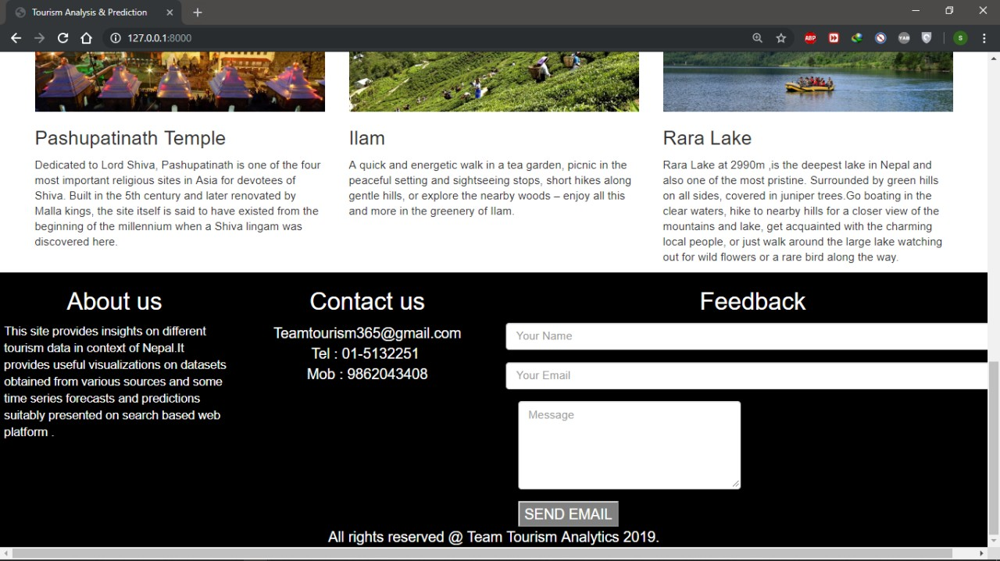 Tourism Analysis & Prediction
127.0.0.1:8000
ABP
YAB
S
Pashupatinath Temple
Dedicated to Lord Shiva, Pashupatinath is one of the four
most important religious sites in Asia for devotees of
Shiva. Built in the 5th century and later renovated by
Malla kings, the site itself is said to have existed from the
beginning of the millennium when a Shiva lingam was
discovered here.
Ilam
A quick and energetic walk in a tea garden, picnic in the
peaceful setting and sightseeing stops, short hikes along
gentle hills, or explore the nearby woods – enjoy all this
and more in the greenery of Ilam.
Rara Lake
Rara Lake at 2990m ,is the deepest lake in Nepal and
also one of the most pristine. Surrounded by green hills
on all sides, covered in juniper trees.Go boating in the
clear waters, hike to nearby hills for a closer view of the
mountains and lake, get acquainted with the charming
local people, or just walk around the large lake watching
out for wild flowers or a rare bird along the way.
About us
This site provides insights on different
tourism data in context of Nepal.It
provides useful visualizations on datasets
obtained from various sources and some
time series forecasts and predictions
suitably presented on search based web
platform .
Contact us
Teamtourism365@gmail.com
Tel : 01-5132251
Mob : 9862043408
Feedback
Your Name
Your Email
Message
SEND EMAIL
All rights reserved @ Team Tourism Analytics 2019.